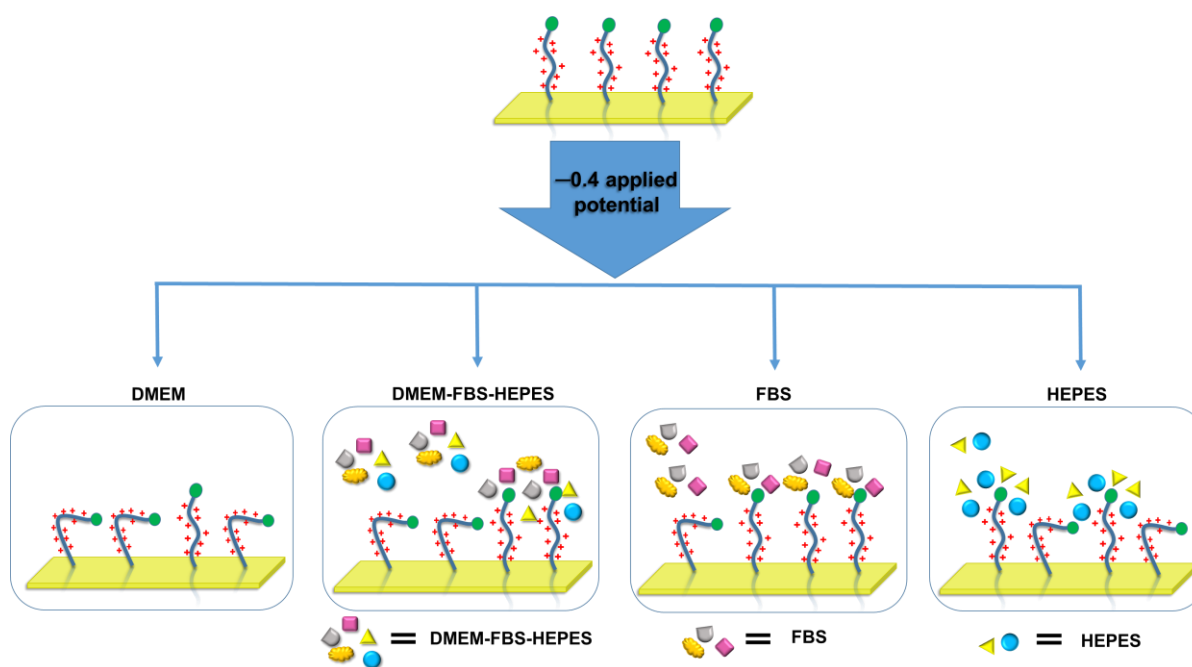 —0.4 applied
potential
DMEM
DMEM-FBS-HEPES
FBS
HEPES
= DMEM-FBS-HEPES
= FBS
= HEPES